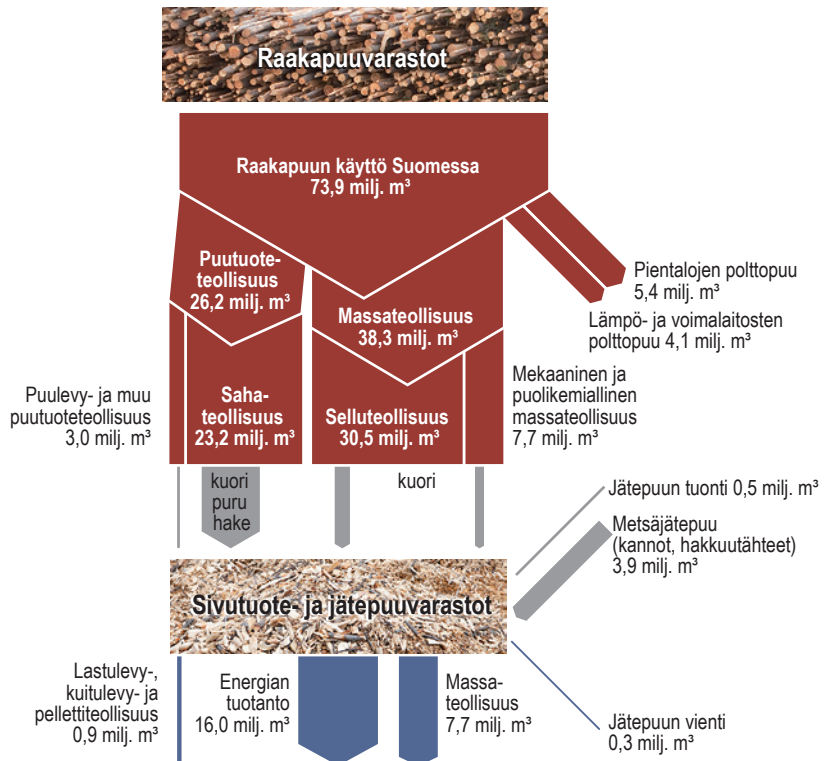 Raakapuuvarastot
Raakapuun käyttö Suomessa
73,9 milj. m³
Puutuote-
teollisuus
26,2 milj. m³
Massateollisuus
38,3 milj. m³
Pientalojen polttopuu
5,4 milj. m³
Lämpö- ja voimalaitosten
polttopuu 4,1 milj. m³
Puulevy- ja muu
puutuoteteollisuus
3,0 milj. m³
Saha-
teollisuus
23,2 milj. m³
Selluteollisuus
30,5 milj. m³
Mekaaninen ja
puolikemiallinen
massateollisuus
7,7 milj. m³
kuori
puru
hake
kuori
Jätepuun tuonti 0,5 milj. m³
Metsäjätepuu
(kannot, hakkuutähteet)
3,9 milj. m³
Sivutuote- ja jätepuuvarastot
Lastulevy-,
kuitulevy- ja
pellettiteollisuus
0,9 milj. m³
Energian
tuotanto
16,0 milj. m³
Massa-
teollisuus
7,7 milj. m³
Jätepuun vienti
0,3 milj. m³